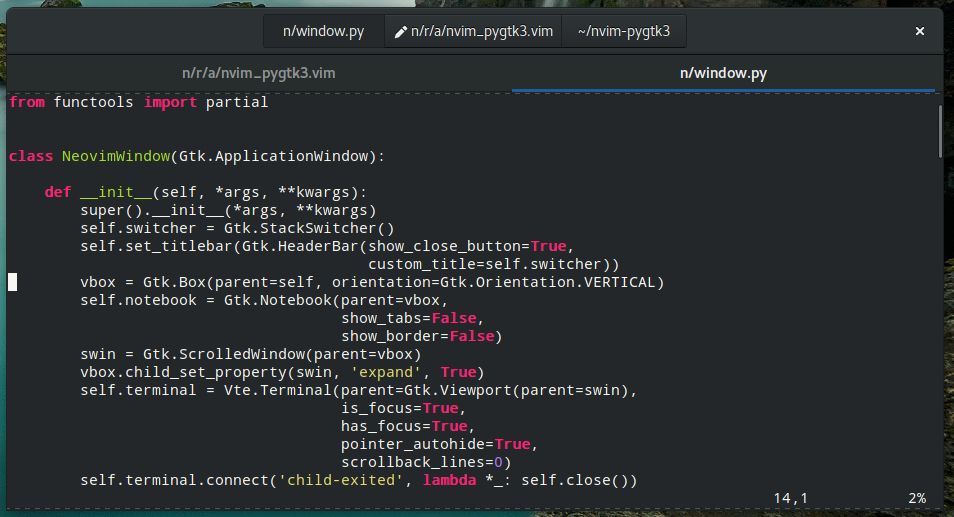 n/window.py n/r/a/nvim_pygtk3.vim ~/nvim-pygtk3
n/r/a/nvim_pygtk3.vim n/window.py
from functools import partial
class NeovimWindow(Gtk.ApplicationWindow):
    def __init__(self, *args, **kwargs):
        super().__init__(*args, **kwargs)
        self.switcher = Gtk.StackSwitcher()
        self.set_titlebar(Gtk.HeaderBar(show_close_button=True,
                                        custom_title=self.switcher))
        vbox = Gtk.Box(parent=self, orientation=Gtk.Orientation.VERTICAL)
        self.notebook = Gtk.Notebook(parent=vbox,
                                     show_tabs=False,
                                     show_border=False)
        swin = Gtk.ScrolledWindow(parent=vbox)
        vbox.child_set_property(swin, 'expand', True)
        self.terminal = Vte.Terminal(parent=Gtk.Viewport(parent=swin),
                                     is_focus=True,
                                     has_focus=True,
                                     pointer_autohide=True,
                                     scrollback_lines=0)
        self.terminal.connect('child-exited', lambda *_: self.close())
14,1 2%